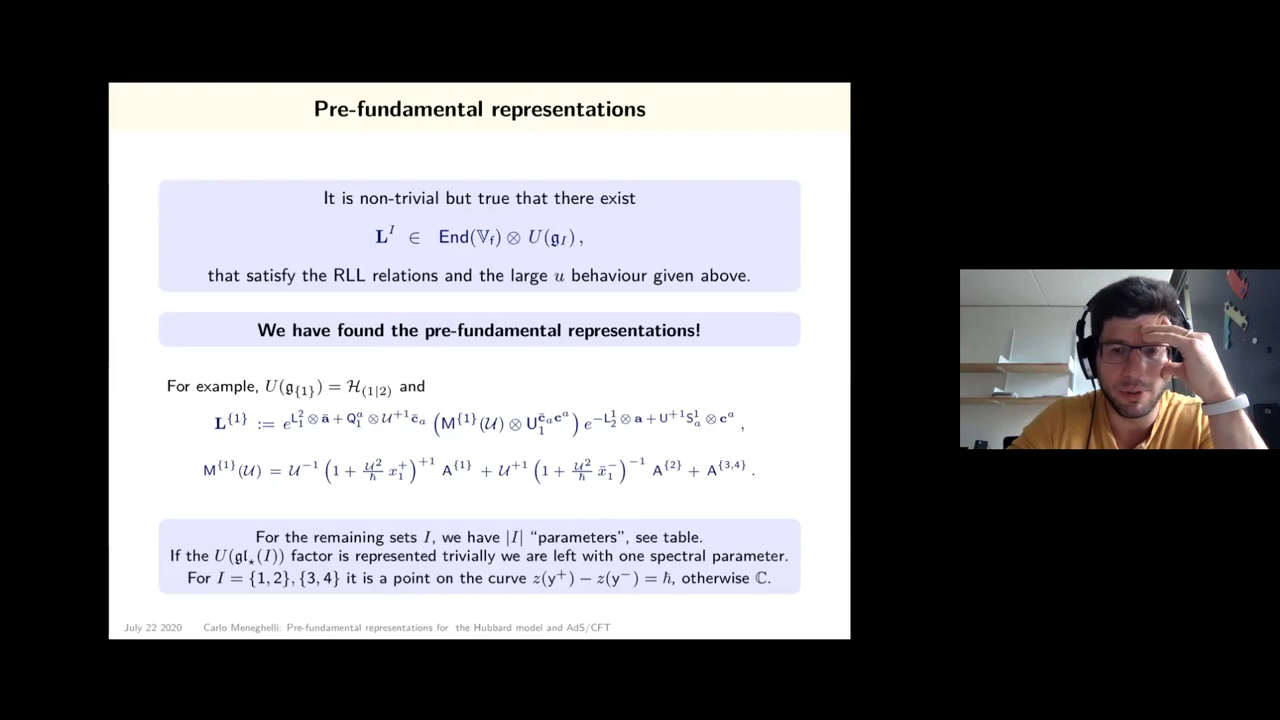 Pre-fundamental representations
It is non-trivial but true that there exist
𝐋^I ∈ End(𝕍_f) ⊗ U(𝔤_I) ,
that satisfy the RLL relations and the large u behaviour given above.
We have found the pre-fundamental representations!
For example, U(𝔤_{1}) = ℋ_(1|2) and
𝐋^{1} := e^{L_1^2 ⊗ ā + Q_1^a ⊗ 𝒰^{+1} c̄_a} (M^{1}(𝒰) ⊗ U_1^{c̄_a c^a}) e^{−L_2^1 ⊗ a + U^{+1} S_a^1 ⊗ c^a} ,
M^{1}(𝒰) = 𝒰^{−1} (1 + 𝒰^2/ℏ x_1^+)^{+1} A^{1} + 𝒰^{+1} (1 + 𝒰^2/ℏ x̄_1^−)^{−1} A^{2} + A^{3,4} .
For the remaining sets I, we have |I| “parameters”, see table.
If the U(𝔤𝔩_⋆(I)) factor is represented trivially we are left with one spectral parameter.
For I = {1, 2}, {3, 4} it is a point on the curve z(y^+) − z(y^−) = ℏ, otherwise ℂ.
July 22 2020 Carlo Meneghelli: Pre-fundamental representations for the Hubbard model and AdS/CFT